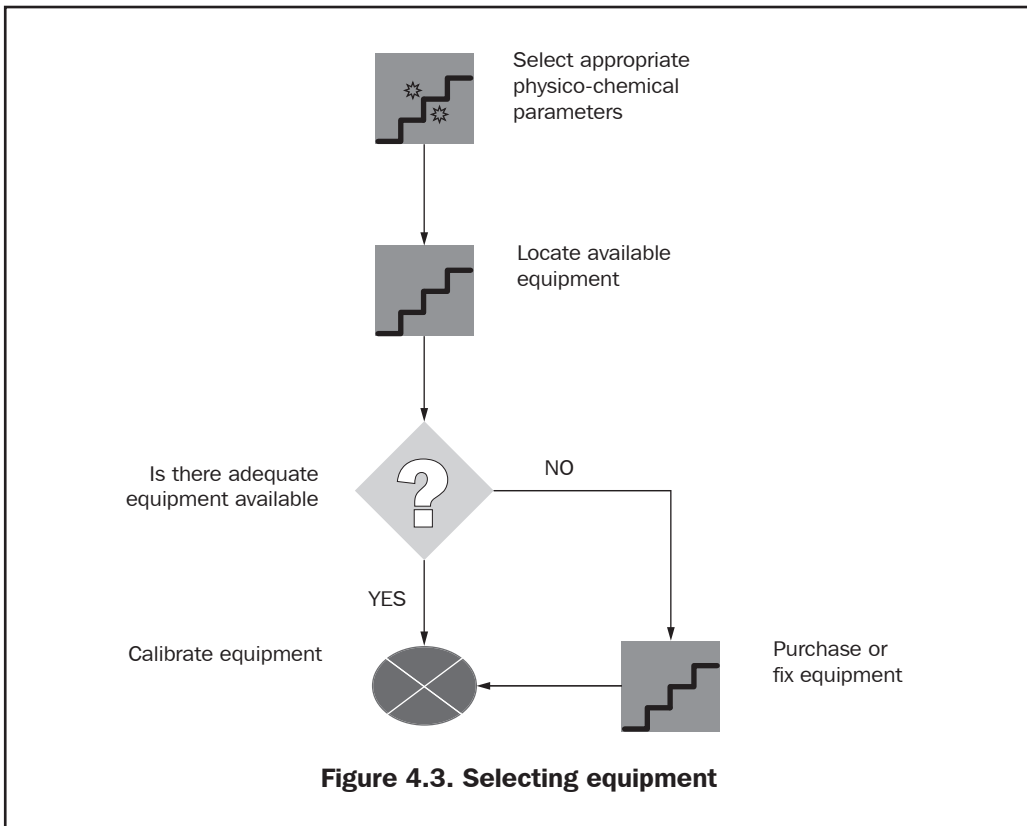 Select appropriate
physico-chemical
parameters
Locate available
equipment
Is there adequate
equipment available
?
NO
YES
Calibrate equipment
Purchase or
fix equipment
Figure 4.3. Selecting equipment